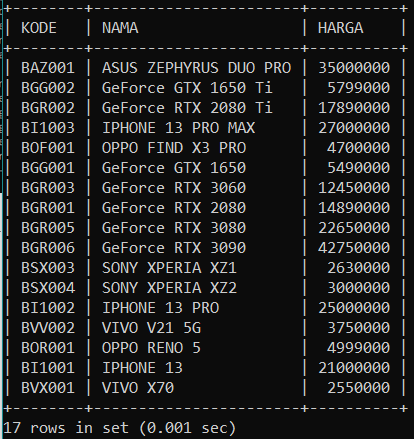 +--------+-----------------------+----------+
| KODE   | NAMA                  | HARGA    |
+--------+-----------------------+----------+
| BAZ001 | ASUS ZEPHYRUS DUO PRO | 35000000 |
| BGG002 | GeForce GTX 1650 Ti   |  5799000 |
| BGR002 | GeForce RTX 2080 Ti   | 17890000 |
| BI1003 | IPHONE 13 PRO MAX     | 27000000 |
| BOF001 | OPPO FIND X3 PRO      |  4700000 |
| BGG001 | GeForce GTX 1650      |  5490000 |
| BGR003 | GeForce RTX 3060      | 12450000 |
| BGR001 | GeForce RTX 2080      | 14890000 |
| BGR005 | GeForce RTX 3080      | 22650000 |
| BGR006 | GeForce RTX 3090      | 42750000 |
| BSX003 | SONY XPERIA XZ1       |  2630000 |
| BSX004 | SONY XPERIA XZ2       |  3000000 |
| BI1002 | IPHONE 13 PRO         | 25000000 |
| BVV002 | VIVO V21 5G           |  3750000 |
| BOR001 | OPPO RENO 5           |  4999000 |
| BI1001 | IPHONE 13             | 21000000 |
| BVX001 | VIVO X70              |  2550000 |
+--------+-----------------------+----------+
17 rows in set (0.001 sec)